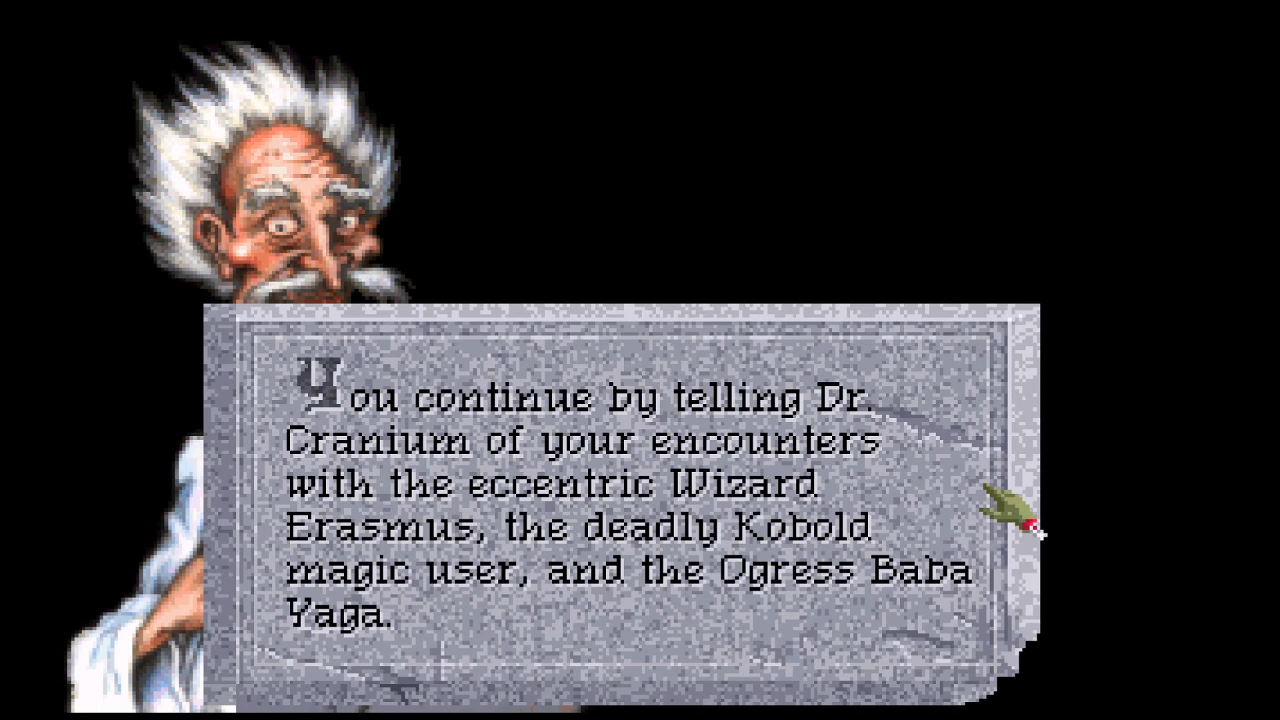 You continue by telling Dr.
Cranium of your encounters
with the eccentric Wizard
Erasmus, the deadly Kobold
magic user, and the Ogress Baba
Yaga.